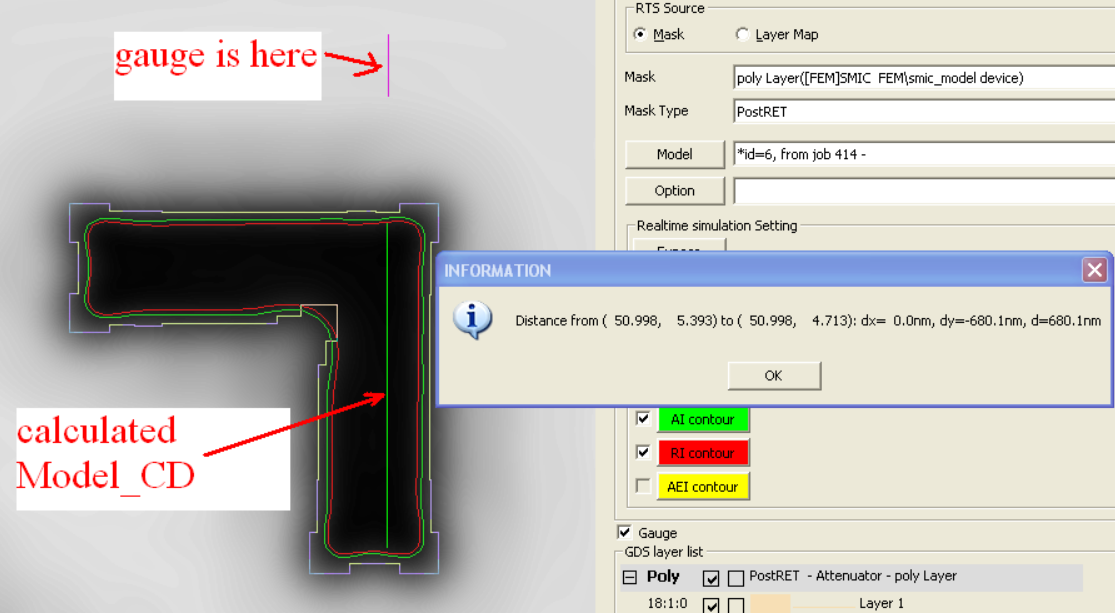 gauge is here
calculated
Model_CD
RTS Source
Mask
Layer Map
Mask
poly Layer([FEM]SMIC FEM\smic_model device)
Mask Type
PostRET
Model
*id=6, from job 414 -
Option
Realtime simulation Setting
INFORMATION
Distance from ( 50.998, 5.393) to ( 50.998, 4.713): dx= 0.0nm, dy=-680.1nm, d=680.1nm
OK
AI contour
RI contour
AEI contour
Gauge
GDS layer list
Poly
PostRET - Attenuator - poly Layer
18:1:0
Layer 1